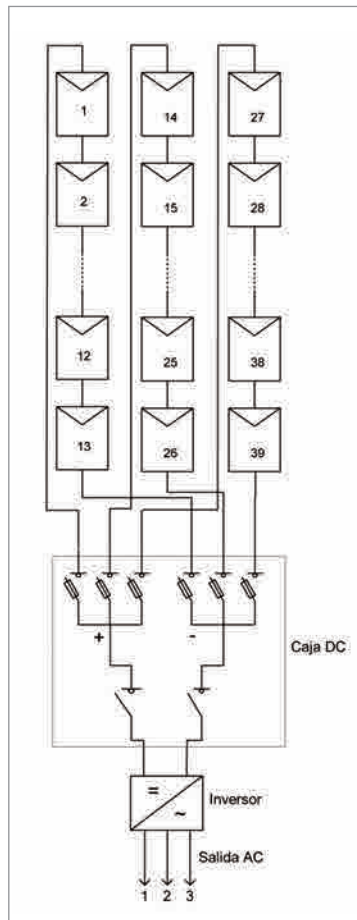 1 14 27
2 15 28
12 25 38
13 26 39
+ -
Caja DC
= ~
Inversor
Salida AC
1 2 3